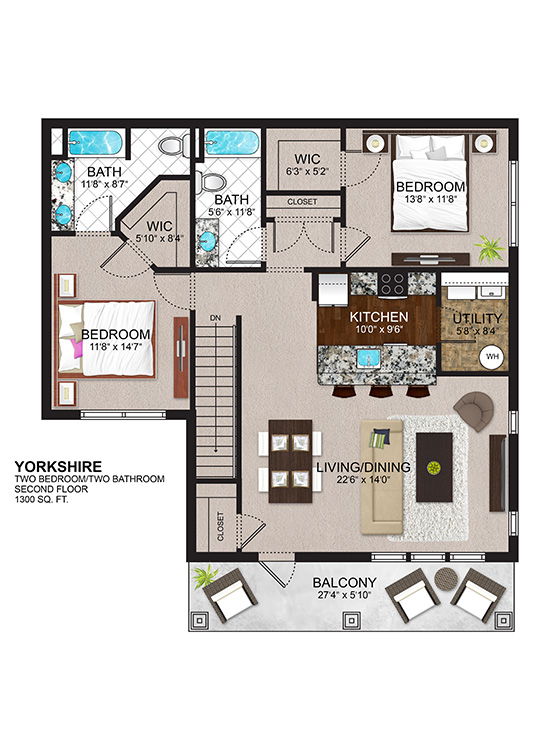 BATH
11'8" x 8'7"
BATH
5'6" x 11'8"
WIC
6'3" x 5'2"
BEDROOM
13'8" x 11'8"
CLOSET
WIC
5'10" x 8'4"
BEDROOM
11'8" x 14'7"
DN
KITCHEN
10'0" x 9'6"
UTILITY
5'8" x 8'4"
WH
YORKSHIRE
TWO BEDROOM/TWO BATHROOM
SECOND FLOOR
1300 SQ. FT.
LIVING/DINING
22'6" x 14'0"
CLOSET
BALCONY
27'4" x 5'10"